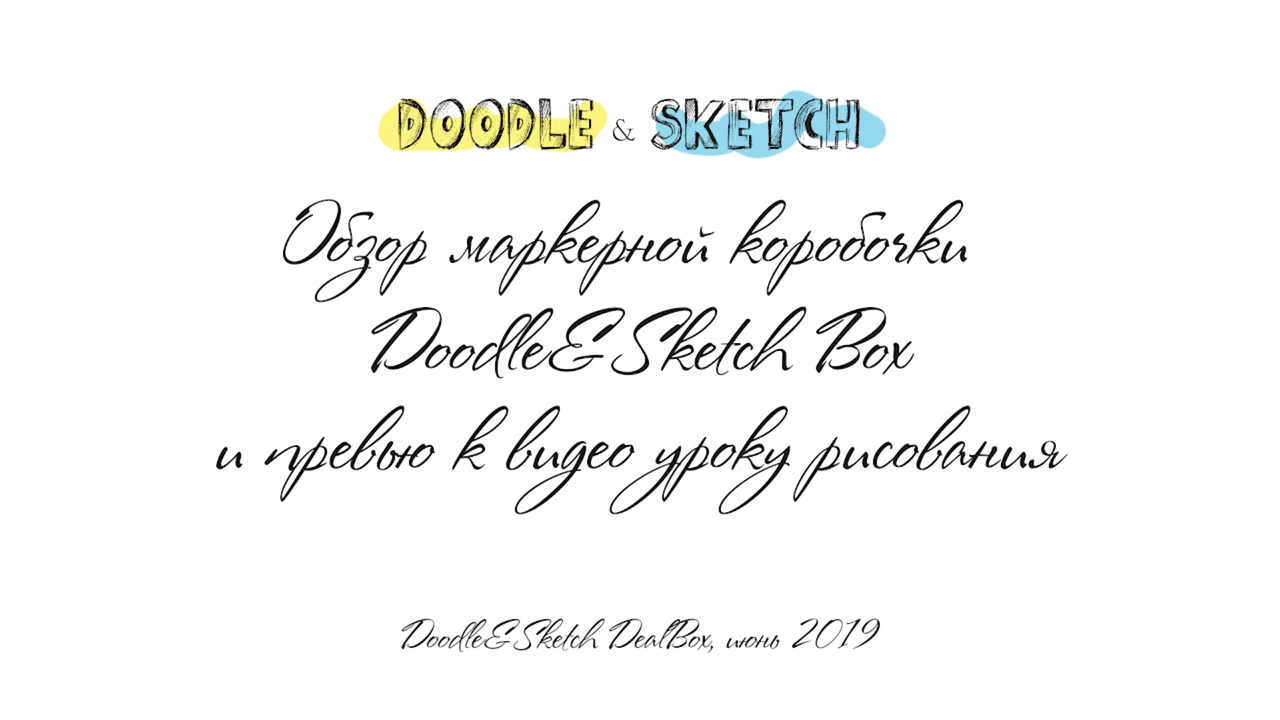 DOODLE & SKETCH
Обзор маркерной коробочки
Doodle&Sketch Box
и превью к видео уроку рисования
Doodle&Sketch DealBox, июнь 2019